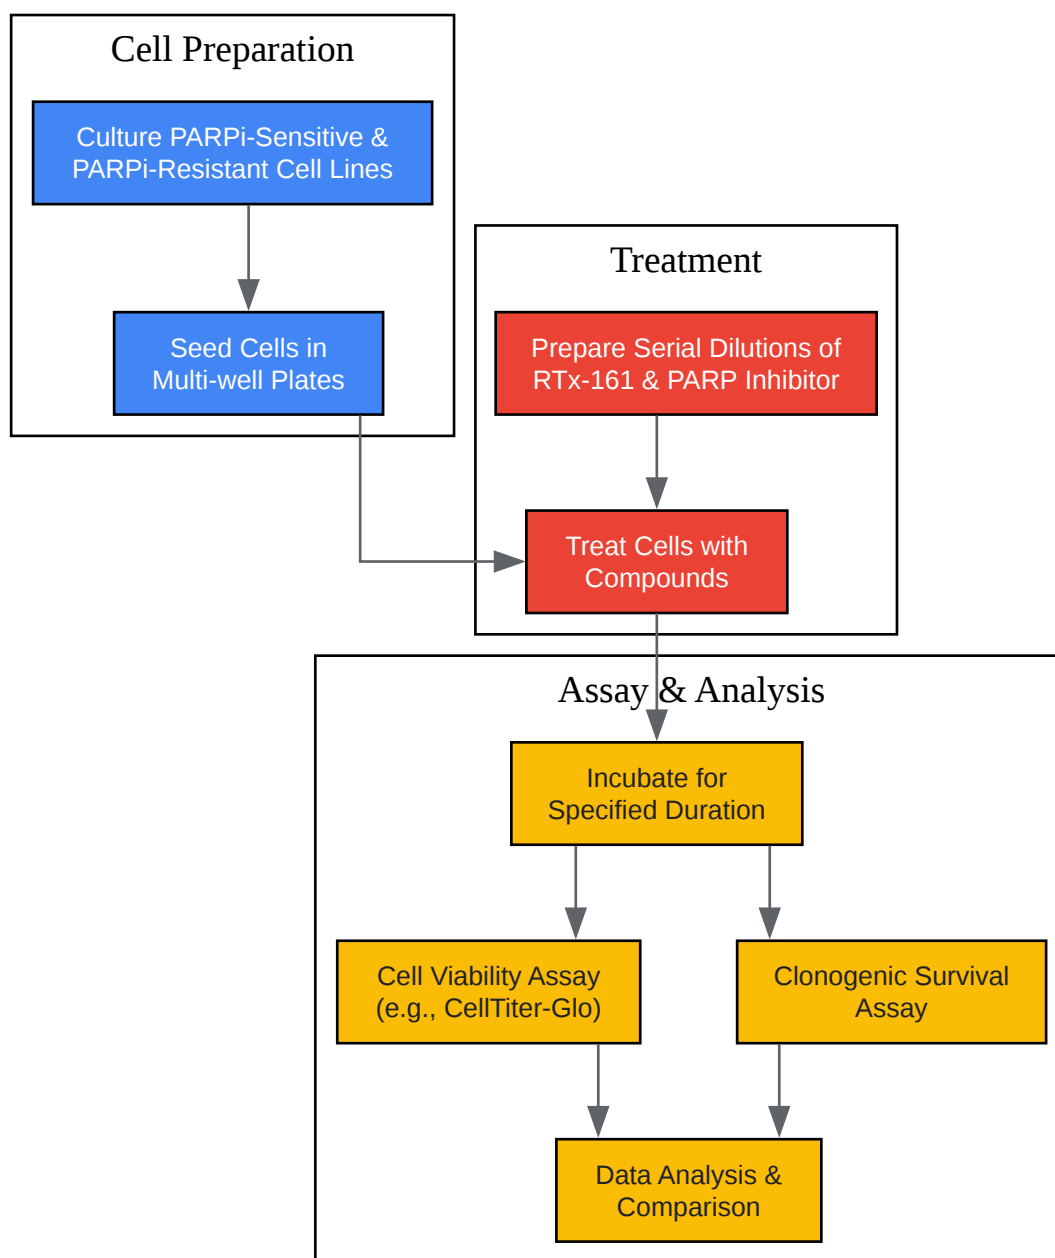 Cell Preparation
Culture PARPi-Sensitive &
PARPi-Resistant Cell Lines
Seed Cells in
Multi-well Plates
Treatment
Prepare Serial Dilutions of
RTx-161 & PARP Inhibitor
Treat Cells with
Compounds
Assay & Analysis
Incubate for
Specified Duration
Cell Viability Assay
(e.g., CellTiter-Glo)
Clonogenic Survival
Assay
Data Analysis &
Comparison